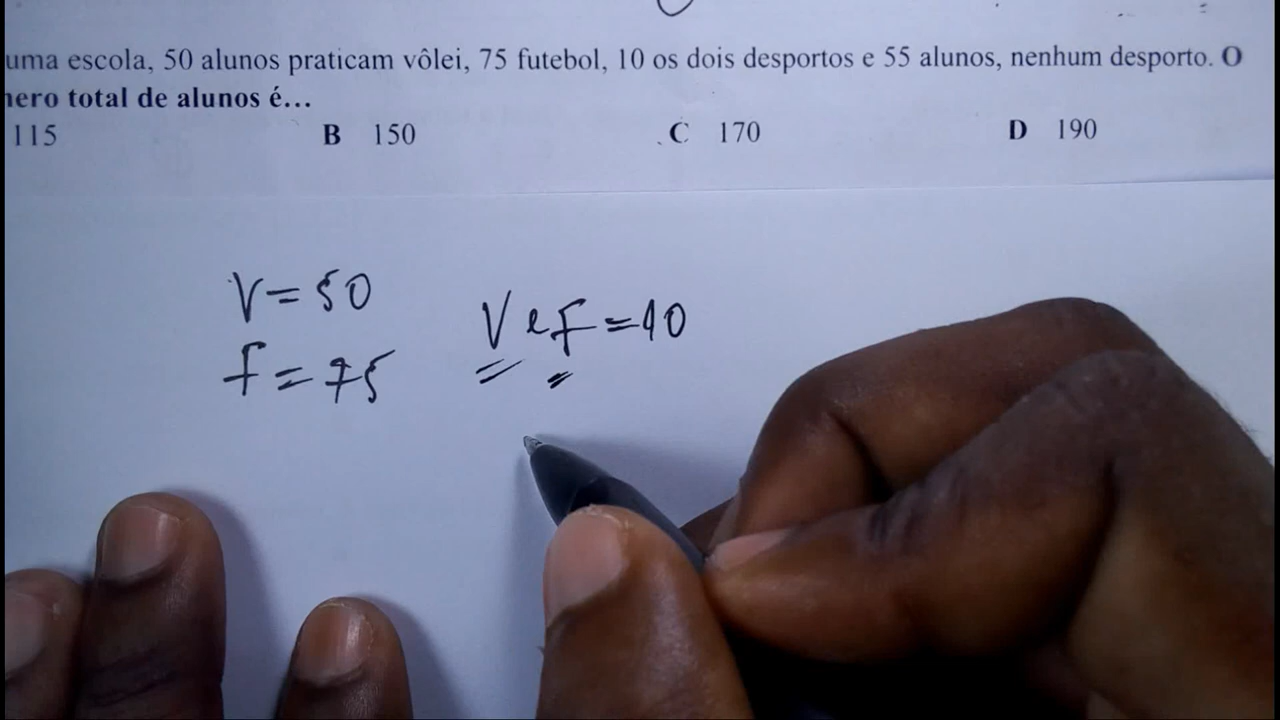 uma escola, 50 alunos praticam vôlei, 75 futebol, 10 os dois desportos e 55 alunos, nenhum desporto. O
total de alunos é...
115 B 150 C 170 D 190
V = 50
V e f = 10
f = 75